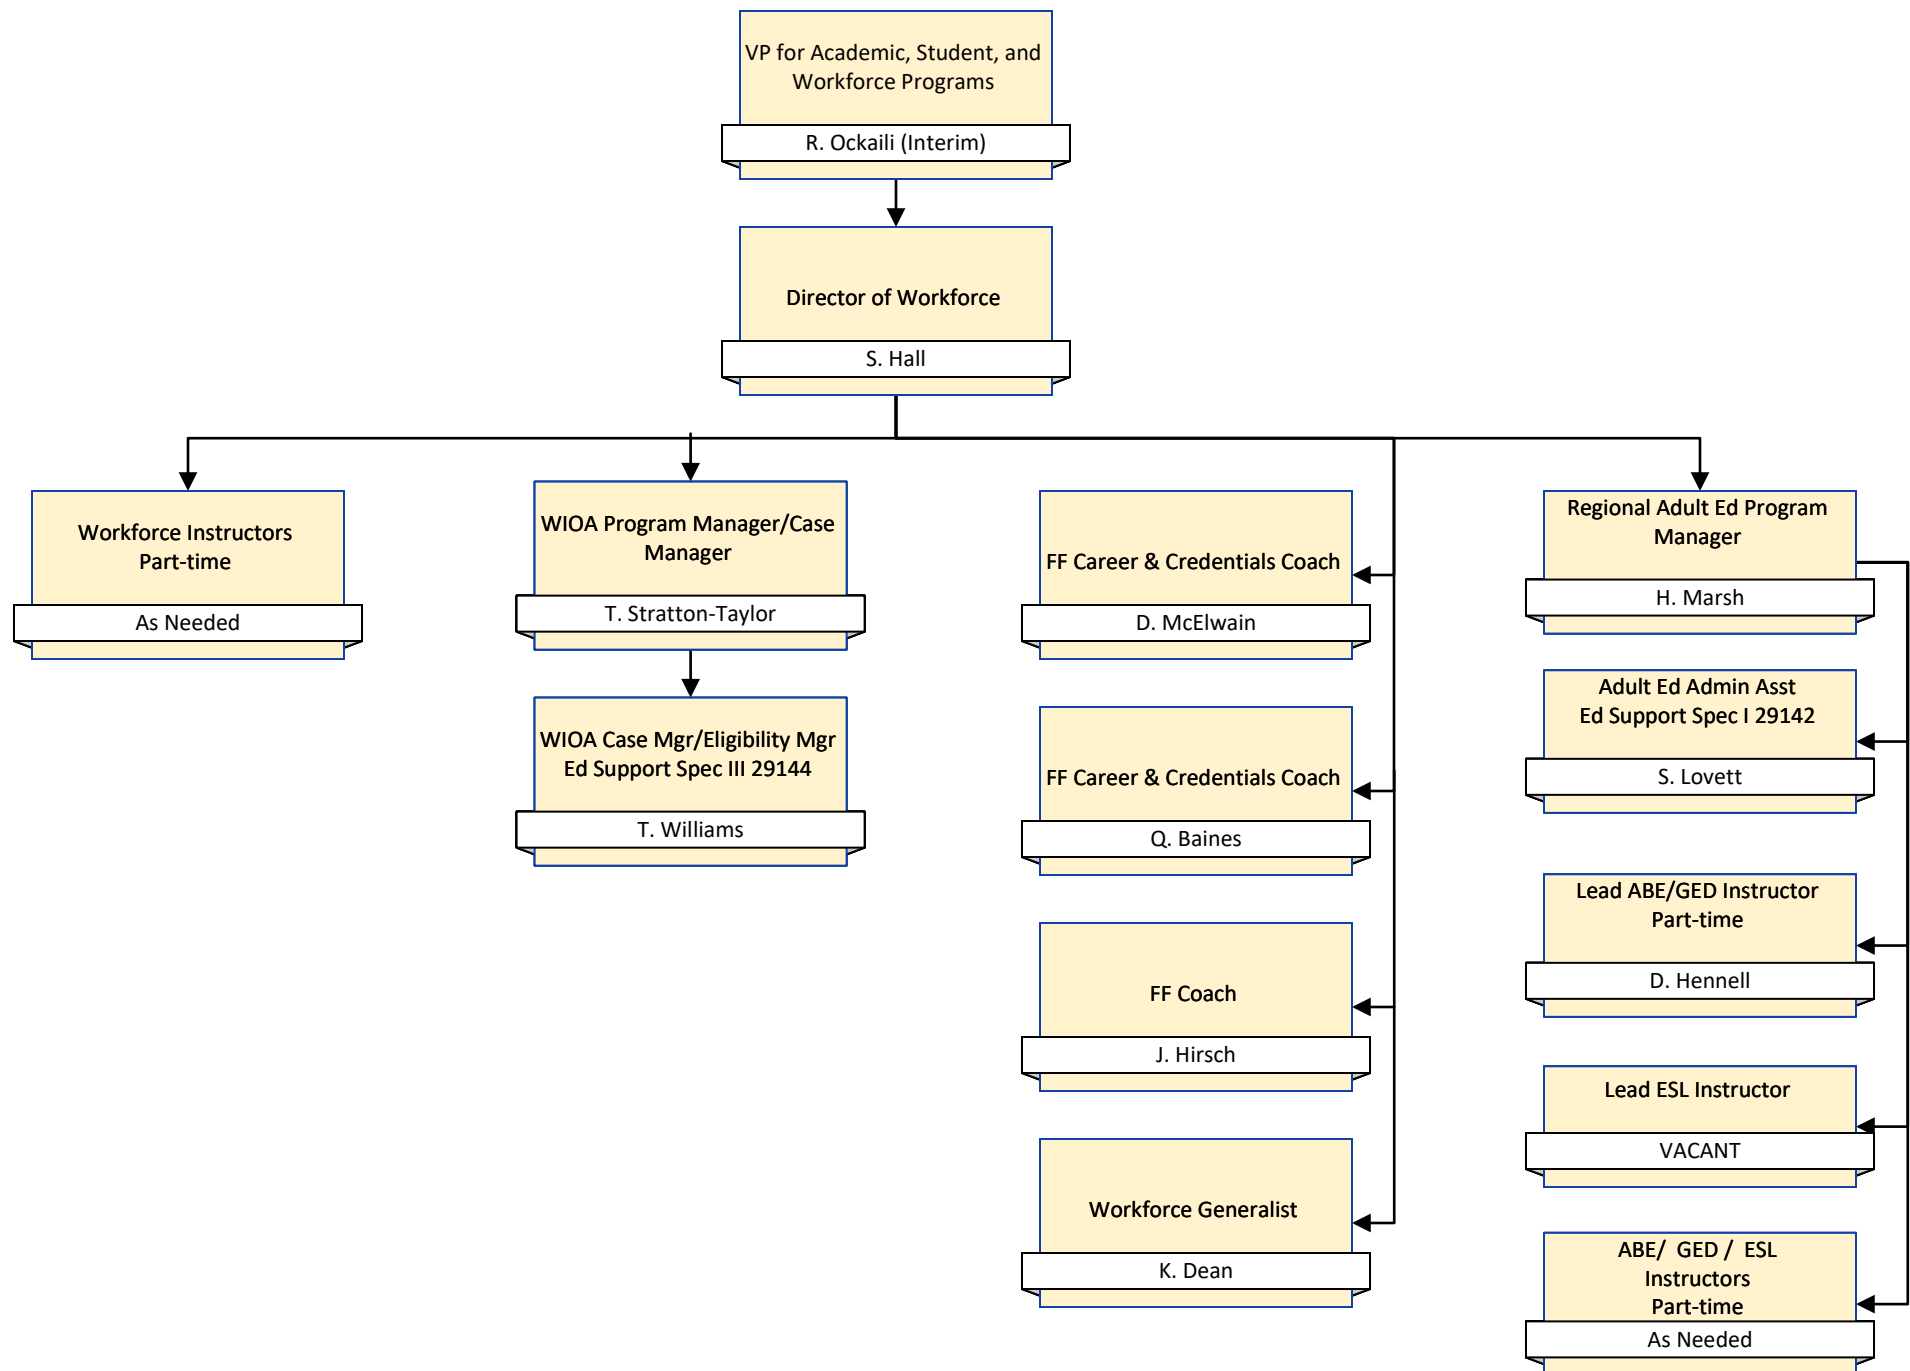 VP for Academic, Student, and
Workforce Programs
R. Ockaili (Interim)
Director of Workforce
S. Hall
Workforce Instructors
Part-time
As Needed
WIOA Program Manager/Case
Manager
T. Stratton-Taylor
WIOA Case Mgr/Eligibility Mgr
Ed Support Spec III 29144
T. Williams
FF Career & Credentials Coach
D. McElwain
FF Career & Credentials Coach
Q. Baines
FF Coach
J. Hirsch
Workforce Generalist
K. Dean
Regional Adult Ed Program
Manager
H. Marsh
Adult Ed Admin Asst
Ed Support Spec I 29142
S. Lovett
Lead ABE/GED Instructor
Part-time
D. Hennell
Lead ESL Instructor
VACANT
ABE/ GED / ESL
Instructors
Part-time
As Needed